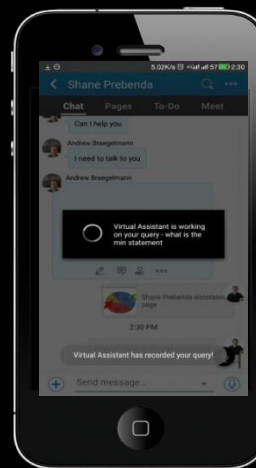 5.02K/s 57 2:30
Shane Prebenda
Chat Pages To-Do Meet
Can I help you
Andrew Braegelmann
I need to talk to you
Andrew Braegelmann
Virtual Assistant is working
on your query - what is the
min statement
Shane Prebenda annotated
page
2:30 PM
Virtual Assistant has recorded your query!
Send message...